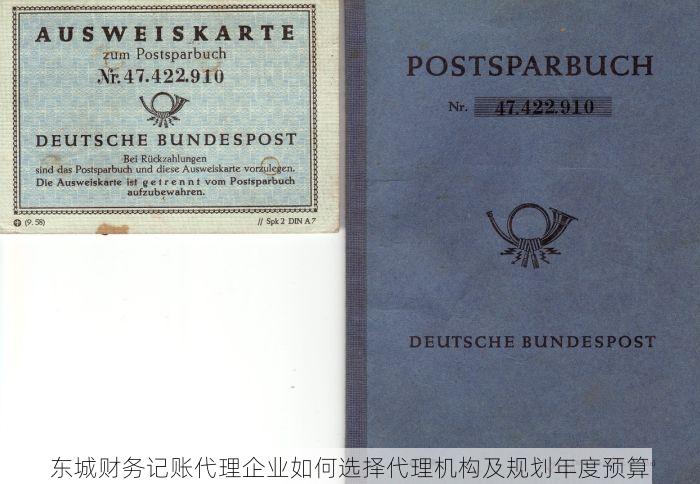 AUSWEISKARTE
zum Postsparbuch
Nr. 47.422.910
DEUTSCHE BUNDESPOST
Bei Rückzahlungen
sind das Postsparbuch und diese Ausweiskarte vorzulegen.
Die Ausweiskarte ist getrennt vom Postsparbuch
aufzubewahren.
(9.58)
// Spk 2 DIN A 7
POSTSPARBUCH
Nr. 47.422.910
DEUTSCHE BUNDESPOST
东城财务记账代理企业如何选择代理机构及规划年度预算